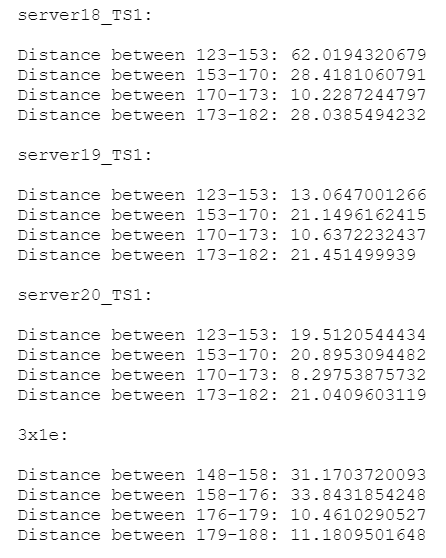 server18_TS1:
Distance between 123-153: 62.0194320679
Distance between 153-170: 28.4181060791
Distance between 170-173: 10.2287244797
Distance between 173-182: 28.0385494232
server19_TS1:
Distance between 123-153: 13.0647001266
Distance between 153-170: 21.1496162415
Distance between 170-173: 10.6372232437
Distance between 173-182: 21.451499939
server20_TS1:
Distance between 123-153: 19.5120544434
Distance between 153-170: 20.8953094482
Distance between 170-173: 8.29753875732
Distance between 173-182: 21.0409603119
3x1e:
Distance between 148-158: 31.1703720093
Distance between 158-176: 33.8431854248
Distance between 176-179: 10.4610290527
Distance between 179-188: 11.1809501648